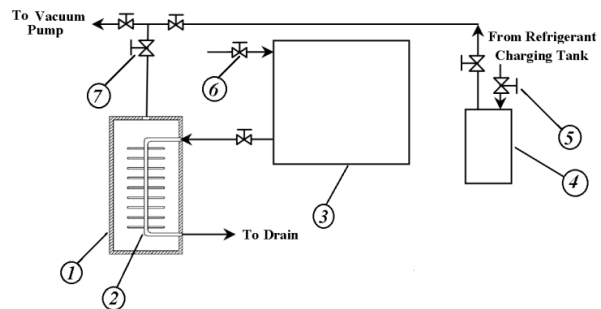 To Vacuum
Pump
From Refrigerant
Charging Tank
7
6
5
4
3
To Drain
1
2